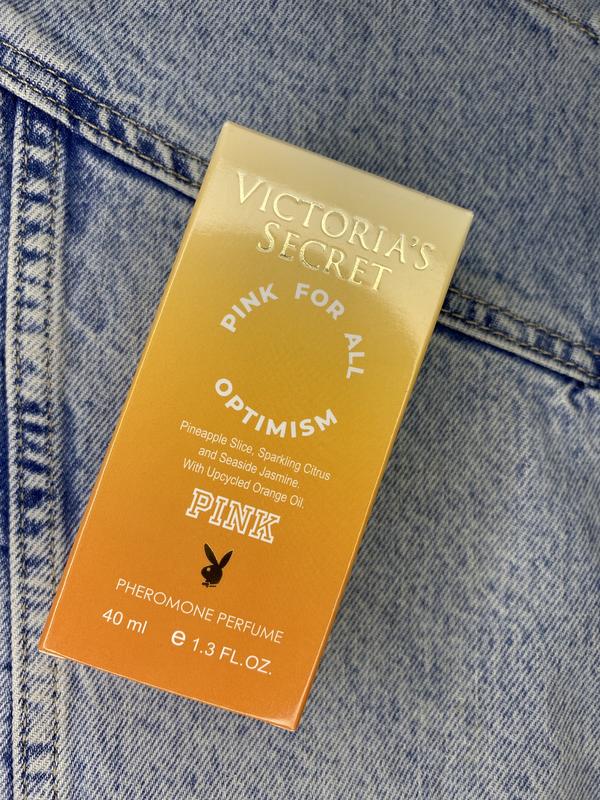 VICTORIA'S
SECRET
PINK FOR ALL
OPTIMISM
Pineapple Slice, Sparkling Citrus
and Seaside Jasmine.
With Upcycled Orange Oil.
PINK
PHEROMONE PERFUME
40 ml e 1.3 FL.OZ.